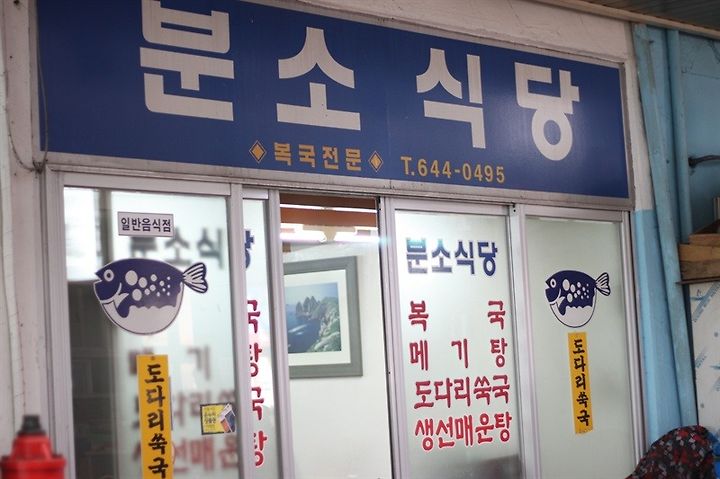 분소식당
복국전문
T.644-0495
일반음식점
도다리쑥국
분소식당
복국
메기탕
도다리쑥국
생선매운탕
도다리쑥국